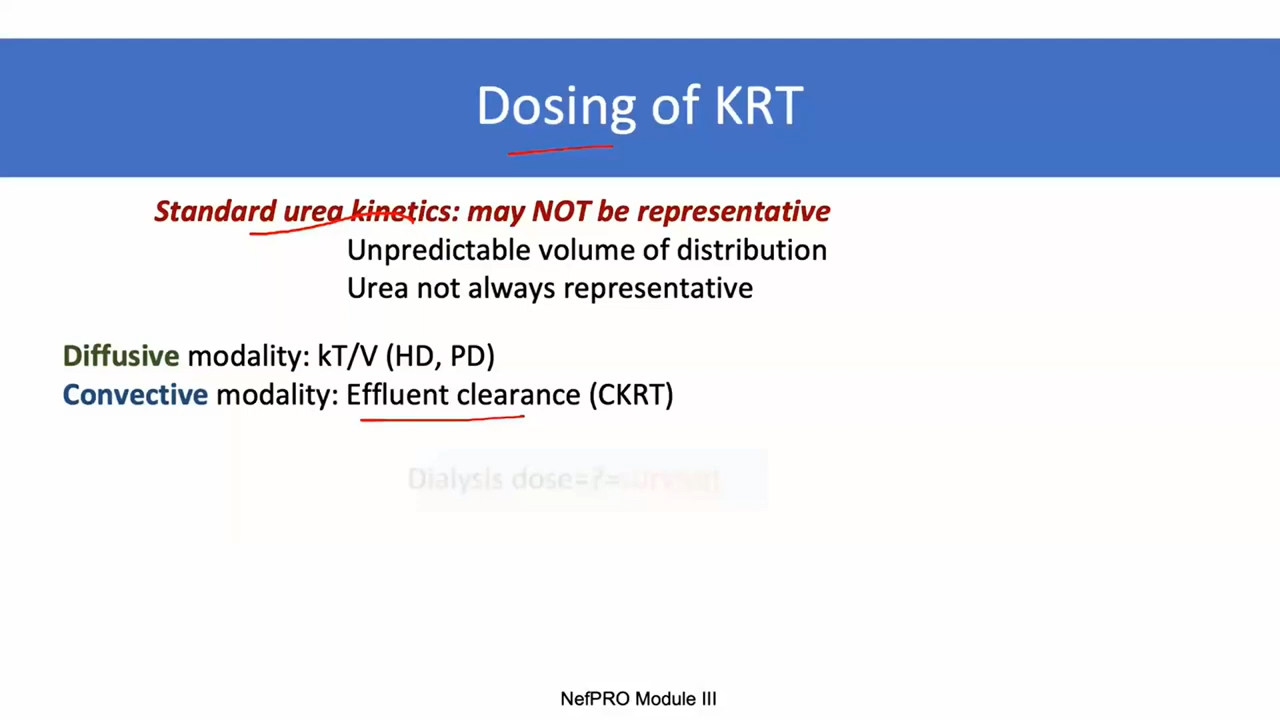 Dosing of KRT
Standard urea kinetics: may NOT be representative
Unpredictable volume of distribution
Urea not always representative
Diffusive modality: kT/V (HD, PD)
Convective modality: Effluent clearance (CKRT)
Dialysis dose=?=survival
NefPRO Module III